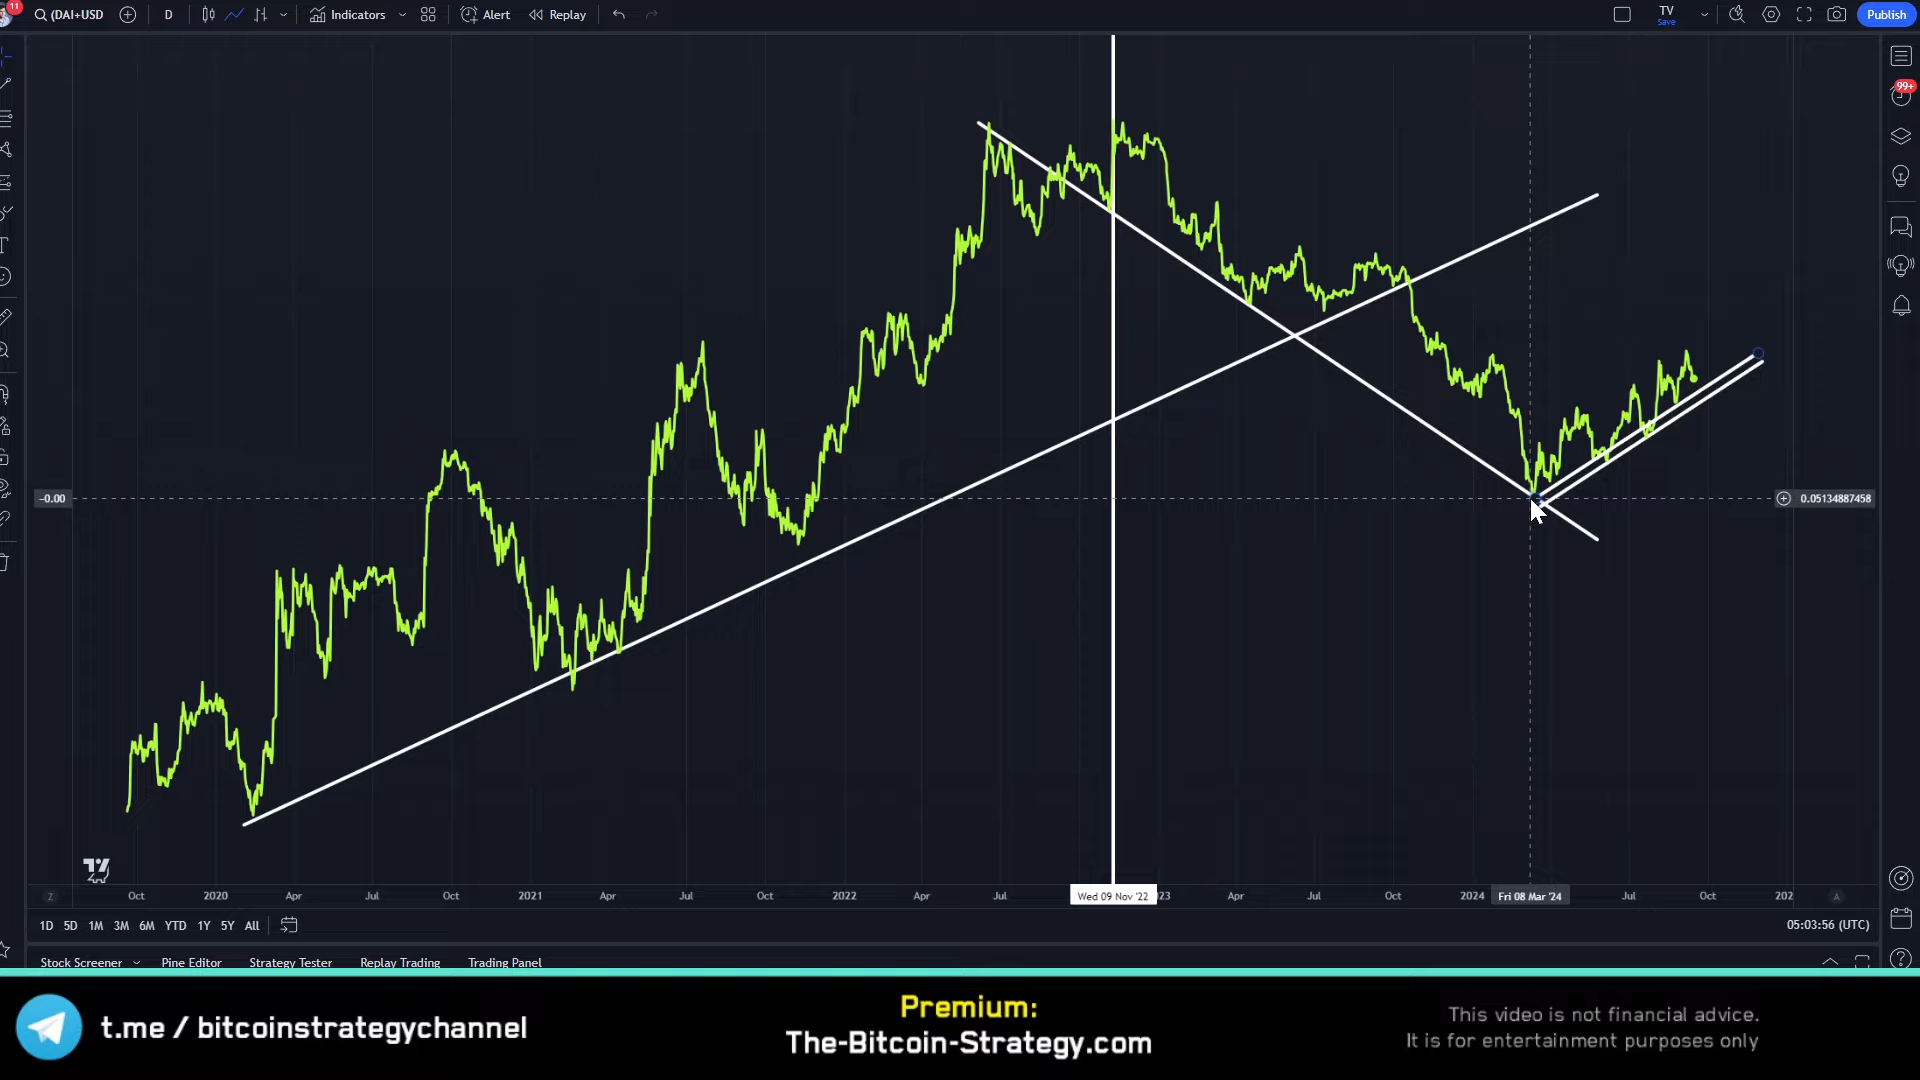 11
(DAI+USD
D
Indicators
Alert
Replay
TV
Save
Publish
99+
-0.00
0.05134887458
Z
Oct
2020
Apr
Jul
Oct
2021
Apr
Jul
Oct
2022
Apr
Jul
Wed 09 Nov '22
23
Apr
Jul
Oct
2024
Fri 08 Mar '24
Jul
Oct
202
A
1D 5D 1M 3M 6M YTD 1Y 5Y All
05:03:56 (UTC)
Stock Screener
Pine Editor
Strategy Tester
Replay Trading
Trading Panel
t.me / bitcoinstrategychannel
Premium:
The-Bitcoin-Strategy.com
This video is not financial advice.
It is for entertainment purposes only